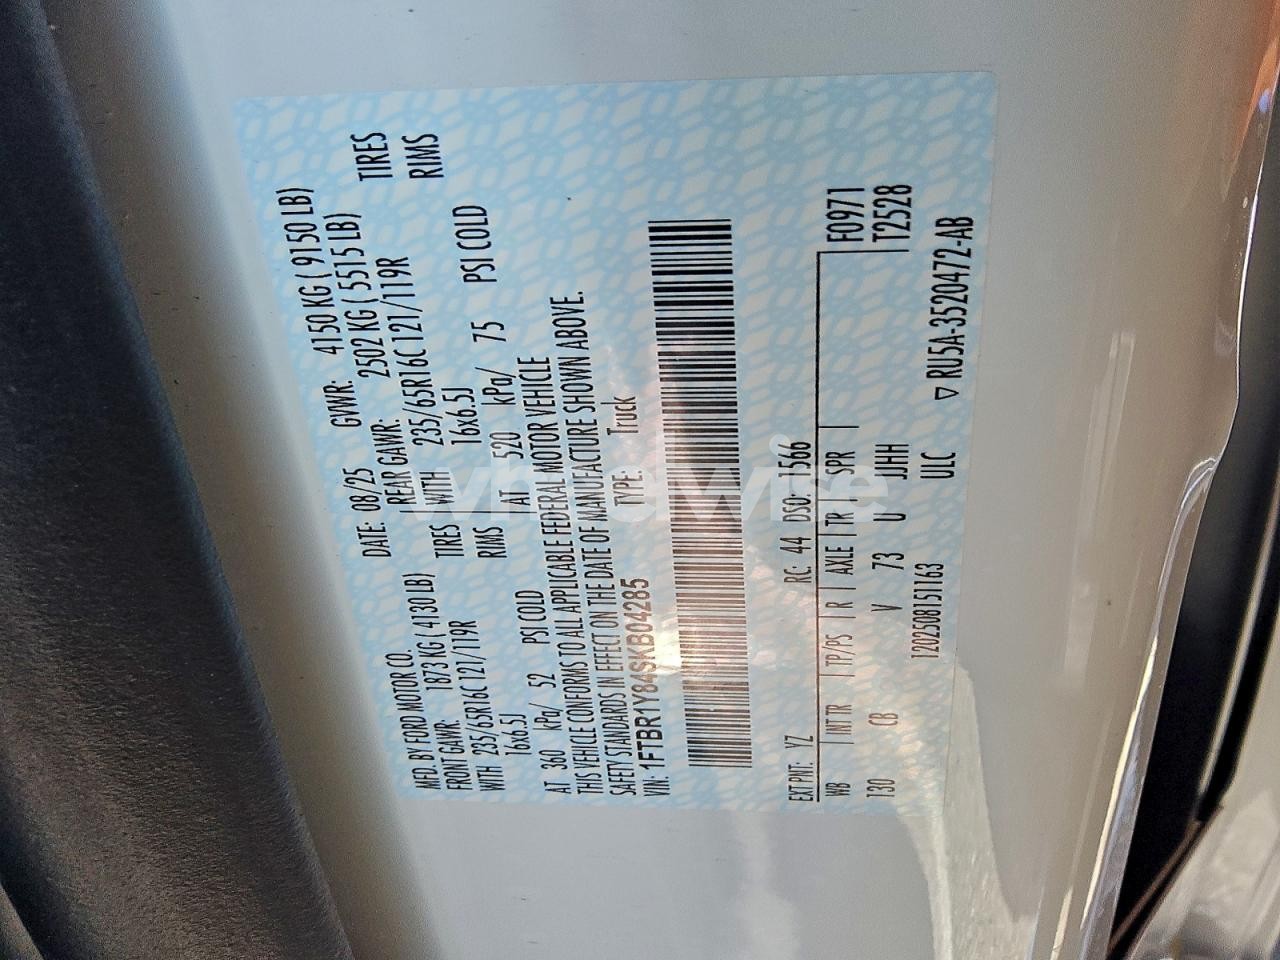 MFD. BY FORD MOTOR CO.
DATE: 08/25 GVWR: 4150 KG ( 9150 LB)
FRONT GAWR: 1873 KG ( 4130 LB) REAR GAWR: 2502 KG ( 5515 LB)
WITH 235/65R16C 121/119R TIRES WITH 235/65R16C 121/119R TIRES
16x6.5J RIMS 16x6.5J RIMS
AT 360 kPa/ 52 PSI COLD AT 520 kPa/ 75 PSI COLD
THIS VEHICLE CONFORMS TO ALL APPLICABLE FEDERAL MOTOR VEHICLE
SAFETY STANDARDS IN EFFECT ON THE DATE OF MANUFACTURE SHOWN ABOVE.
VIN: 1FTBR1Y84SKB04285 TYPE: Truck
EXT PNT: YZ RC: 44 DSO: 1566 F0971
WB INT TR TP/PS R AXLE TR SPR T2528
130 CB V 73 U JJHH
1202508151163 ULC ▽ RU5A-3520472-AB
wheelwise